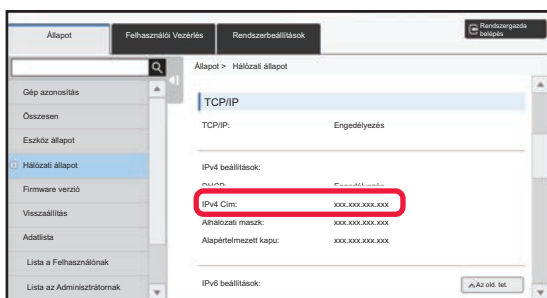 Állapot
Felhasználói Vezérlés
Rendszerbeállítások
Rendszergazda
belépés
Állapot > Hálózati állapot
Gép azonosítás
Összesen
Eszköz állapot
Hálózati állapot
Firmware verzió
Visszaállítás
Adatlista
Lista a Felhasználónak
Lista az Adminisztrátornak
TCP/IP
TCP/IP: Engedélyezés
IPv4 beállítások:
DHCP: Engedélyezés
IPv4 Cím: xxx.xxx.xxx.xxx
Alhálózati maszk: xxx.xxx.xxx.xxx
Alapértelmezett kapu: xxx.xxx.xxx.xxx
IPv6 beállítások:
Az old. tet.